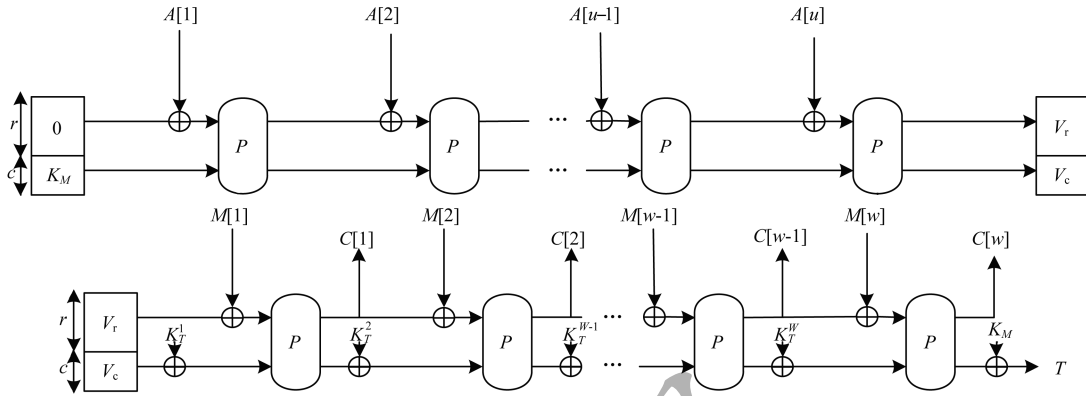 A[1] A[2] A[u-1] A[u]
r 0 P P ... P P V_r
c K_M ... V_c
M[1] C[1] M[2] C[2] M[w-1] C[w-1] M[w] C[w]
r V_r P P ... P P
K_T^1 K_T^2 K_T^{W-1} K_T^W K_M
c V_c ... T